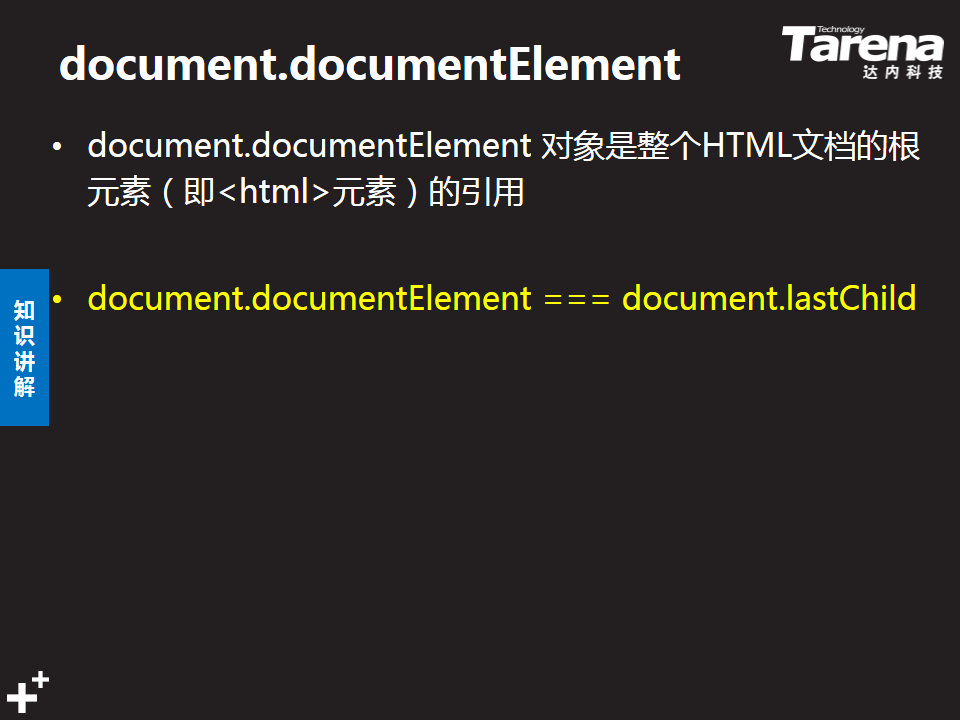 document.documentElement
Technology
Tarena
达内科技
• document.documentElement 对象是整个HTML文档的根
元素（即<html>元素）的引用
• document.documentElement === document.lastChild
知
识
讲
解